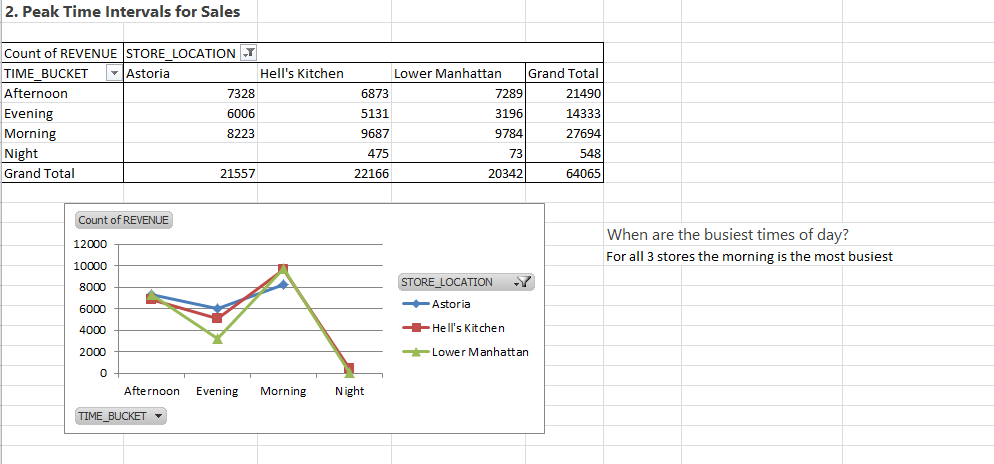 2. Peak Time Intervals for Sales
Count of REVENUE STORE_LOCATION
TIME_BUCKET Astoria Hell's Kitchen Lower Manhattan Grand Total
Afternoon 7328 6873 7289 21490
Evening 6006 5131 3196 14333
Morning 8223 9687 9784 27694
Night 475 73 548
Grand Total 21557 22166 20342 64065
Count of REVENUE
12000
10000
8000
6000
4000
2000
0
Afternoon Evening Morning Night
TIME_BUCKET
STORE_LOCATION
Astoria
Hell's Kitchen
Lower Manhattan
When are the busiest times of day?
For all 3 stores the morning is the most busiest